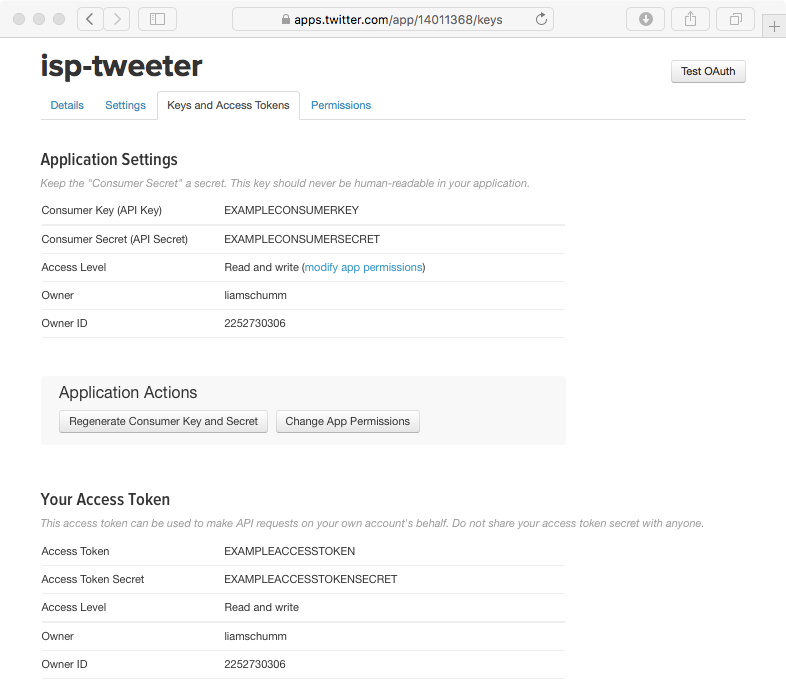 apps.twitter.com/app/14011368/keys
isp-tweeter
Test OAuth
Details Settings Keys and Access Tokens Permissions
Application Settings
Keep the "Consumer Secret" a secret. This key should never be human-readable in your application.
Consumer Key (API Key) EXAMPLECONSUMERKEY
Consumer Secret (API Secret) EXAMPLECONSUMERSECRET
Access Level Read and write (modify app permissions)
Owner liamschumm
Owner ID 2252730306
Application Actions
Regenerate Consumer Key and Secret Change App Permissions
Your Access Token
This access token can be used to make API requests on your own account's behalf. Do not share your access token secret with anyone.
Access Token EXAMPLEACCESSTOKEN
Access Token Secret EXAMPLEACCESSTOKENSECRET
Access Level Read and write
Owner liamschumm
Owner ID 2252730306